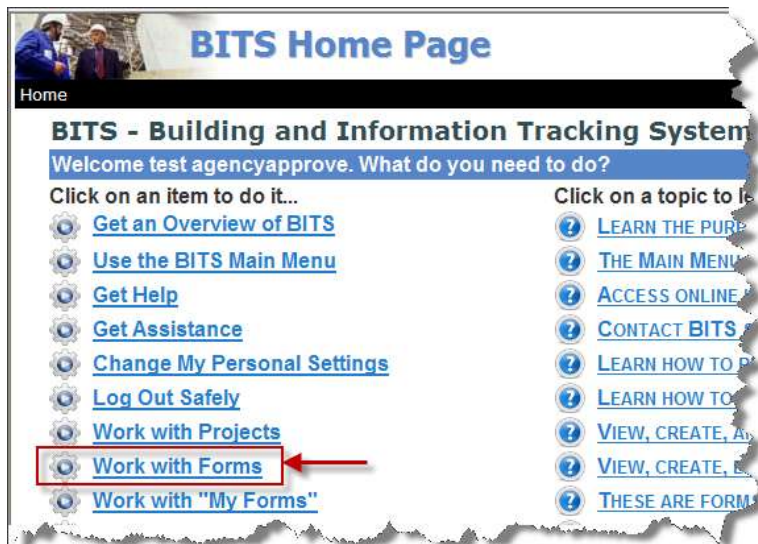 BITS Home Page
Home
BITS - Building and Information Tracking System
Welcome test agencyapprove. What do you need to do?
Click on an item to do it...
Get an Overview of BITS
Use the BITS Main Menu
Get Help
Get Assistance
Change My Personal Settings
Log Out Safely
Work with Projects
Work with Forms
Work with "My Forms"
Click on a topic to
LEARN THE
THE MAIN MENU
ACCESS ONLINE
CONTACT BITS
LEARN HOW TO
LEARN HOW TO
VIEW, CREATE,
VIEW, CREATE,
THESE ARE FORMS